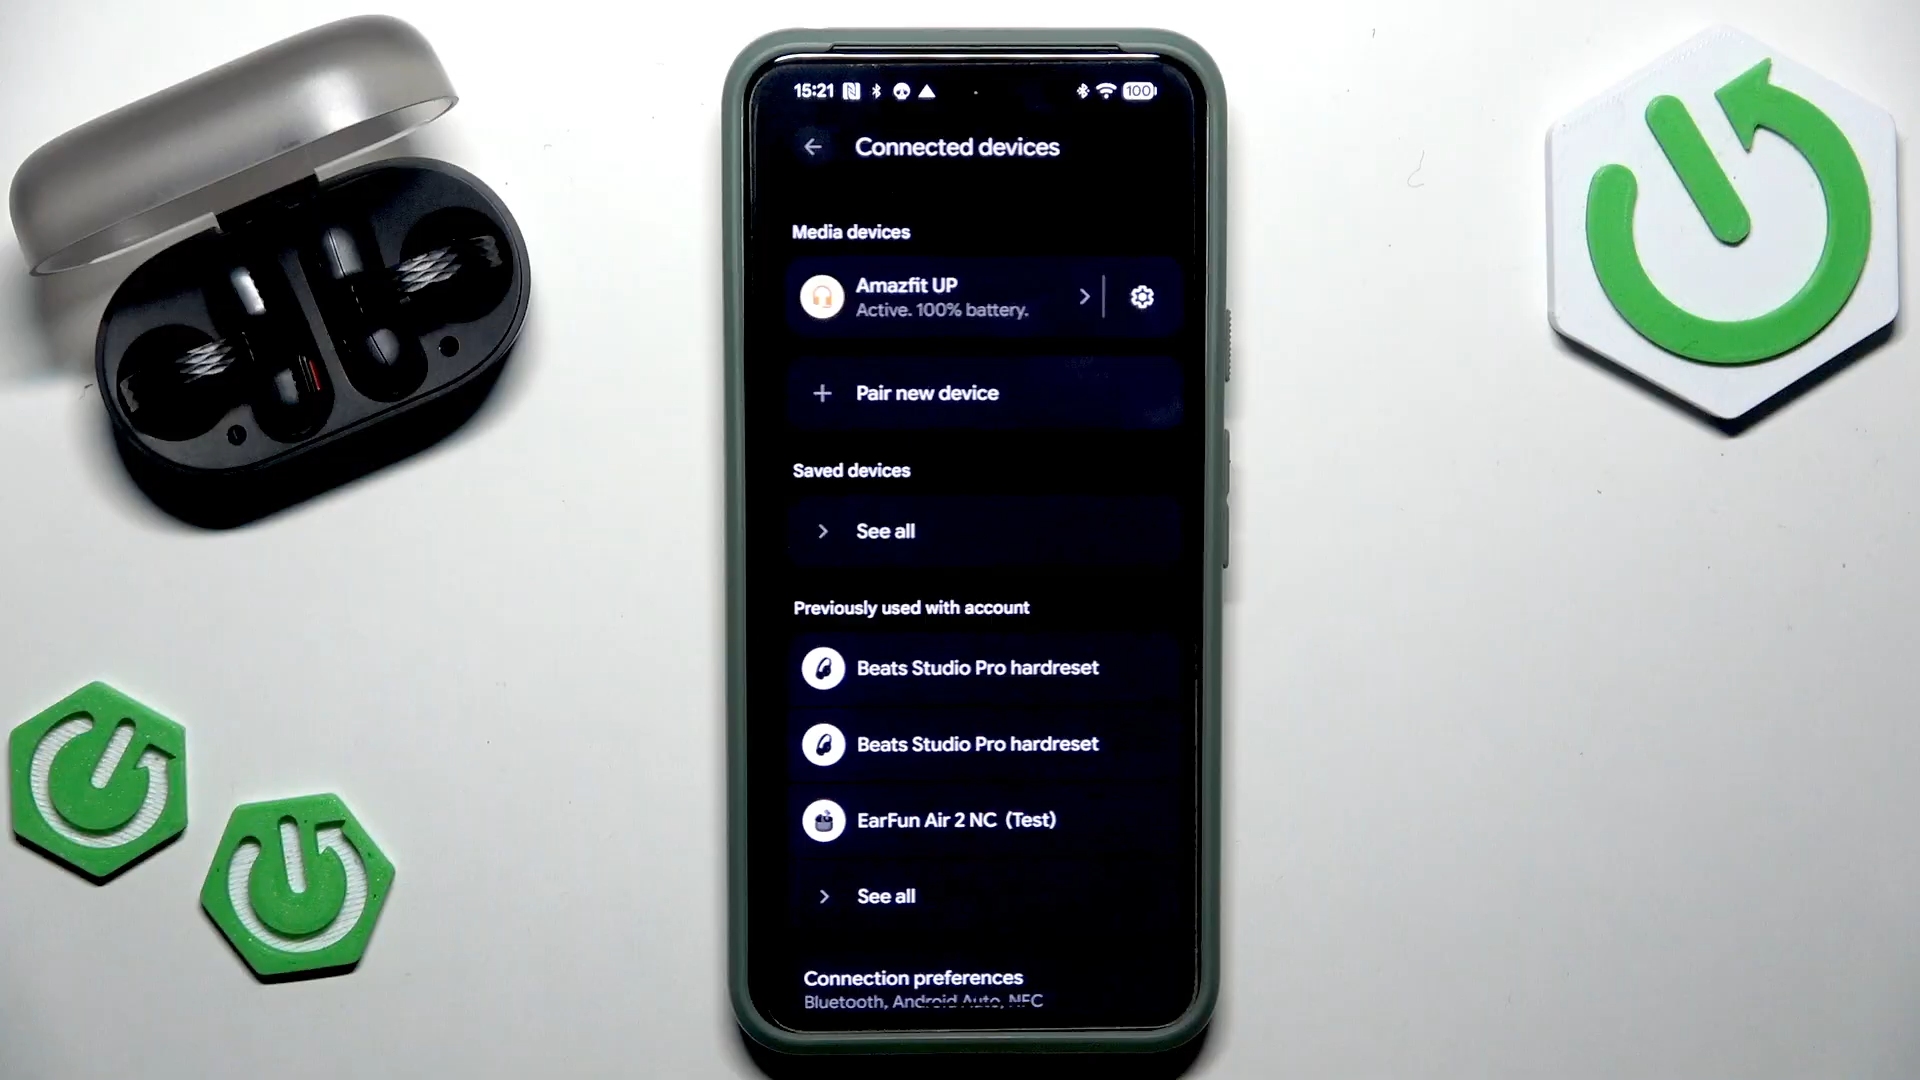 15:21
100
Connected devices
Media devices
Amazfit UP
Active. 100% battery.
Pair new device
Saved devices
See all
Previously used with account
Beats Studio Pro hardreset
Beats Studio Pro hardreset
EarFun Air 2 NC (Test)
See all
Connection preferences
Bluetooth, Android Auto, NFC